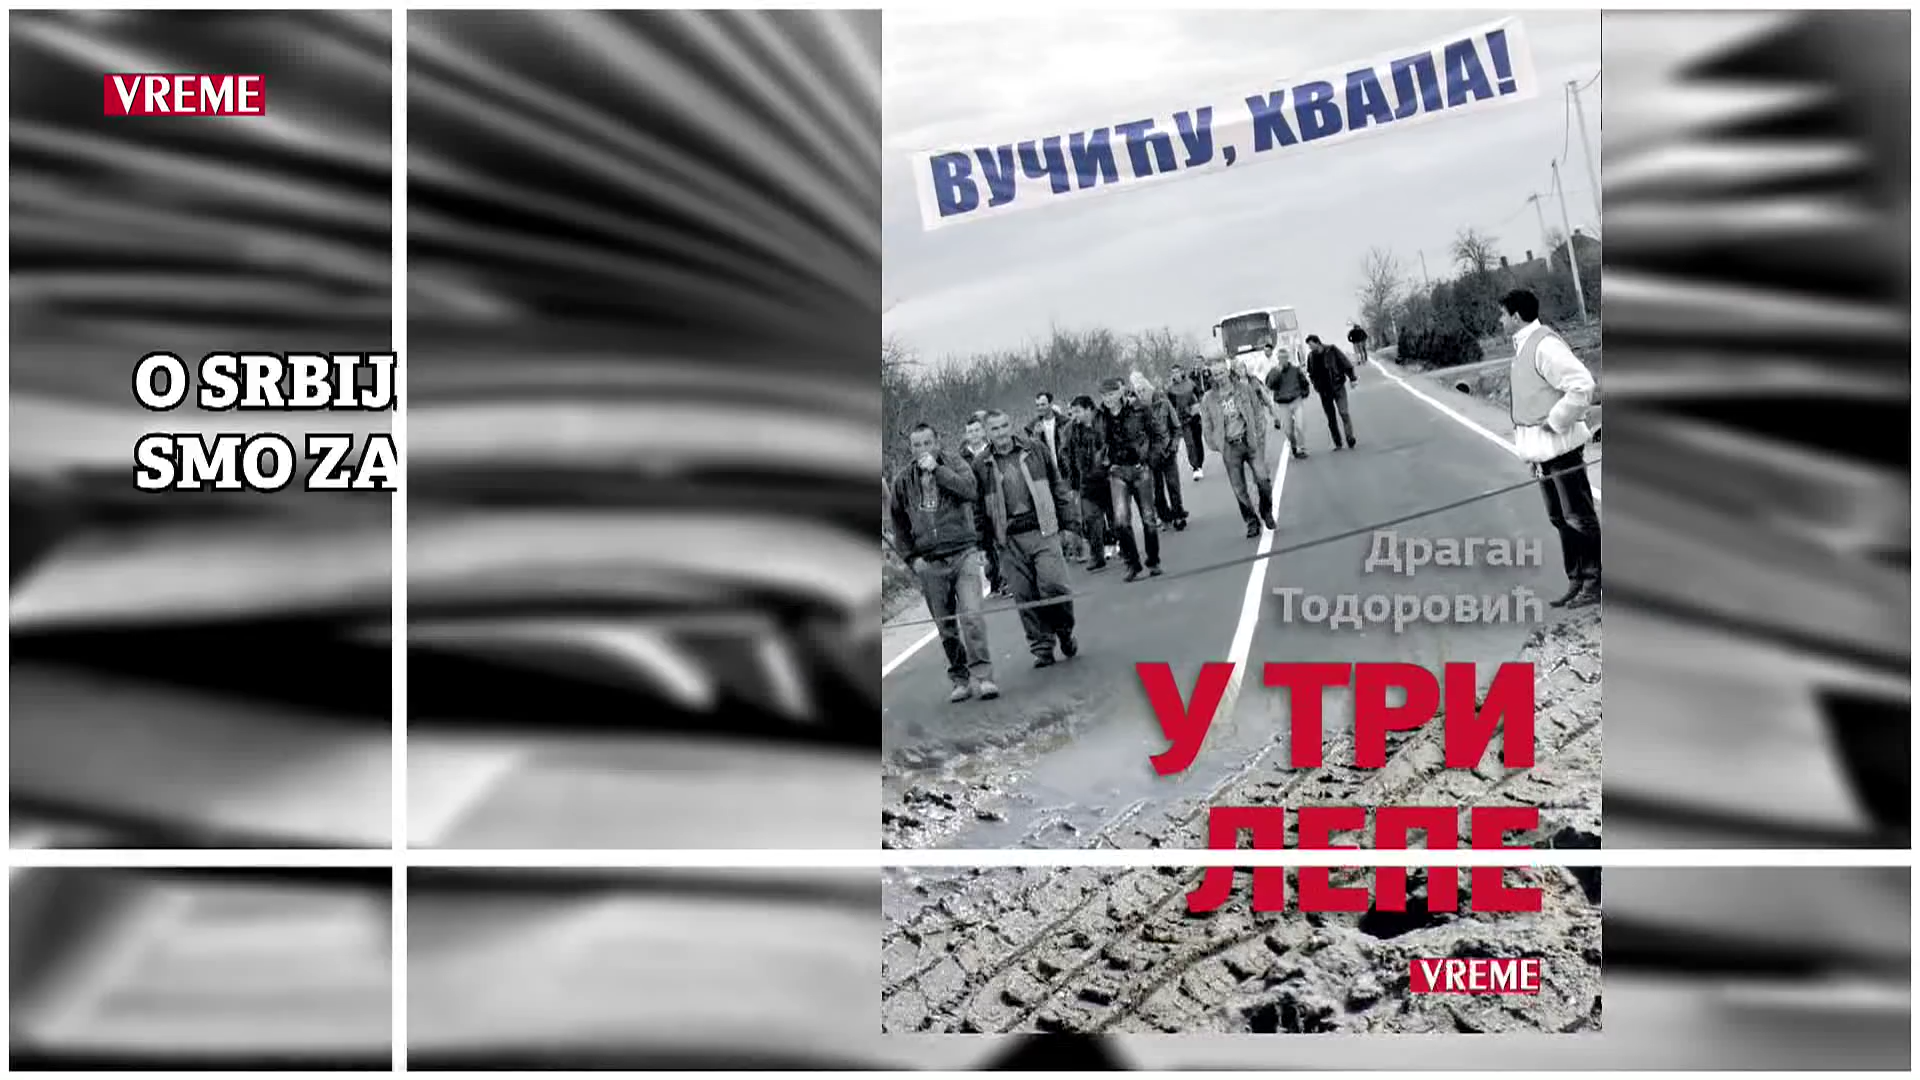 VREME
O SRBIJ
SMO ZA
ВУЧИЋУ, ХВАЛА!
Драган
Тодоровић
У ТРИ
ЛЕПЕ
VREME